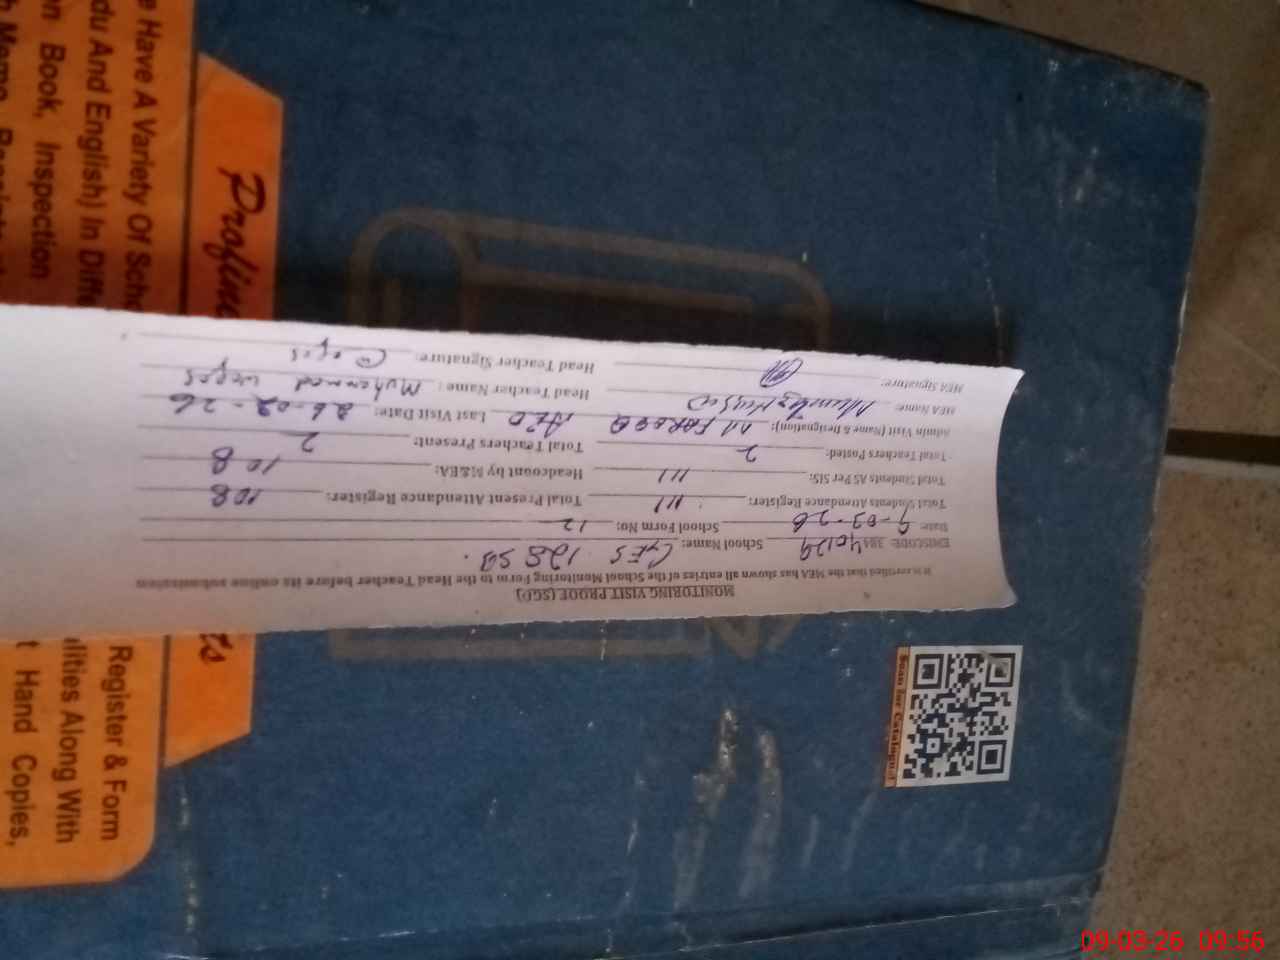 MONITORING VISIT PROOF (SGD)
It is certified that the MEA has shown all entries of the School Monitoring Form to the Head Teacher before its online submission
EMISCODE: 384 40129 School Name: GES 128 SB.
Date: 9-03-26 School Form No: 12
Total Students Attendance Register: 111 Total Present Attendant Register: 108
Total Students AS Per SIS: 111 Headcount by M&EA: 108
Total Teachers Posted: 2 Total Teachers Present: 2
Admin Visit (Name & Designation): M FAROOQ AEO Last Visit Date: 26-02-26
MEA Name: Mumtaz Head Teacher Name: Muhammad
MEA Signature: Head Teacher Signature:
e Have A Variety Of Scho
du And English) In Diffe
n Book, Inspection
Register & Form
lities Along With
t Hand Copies,
Scan for Catalogue
09-03-26 09:56